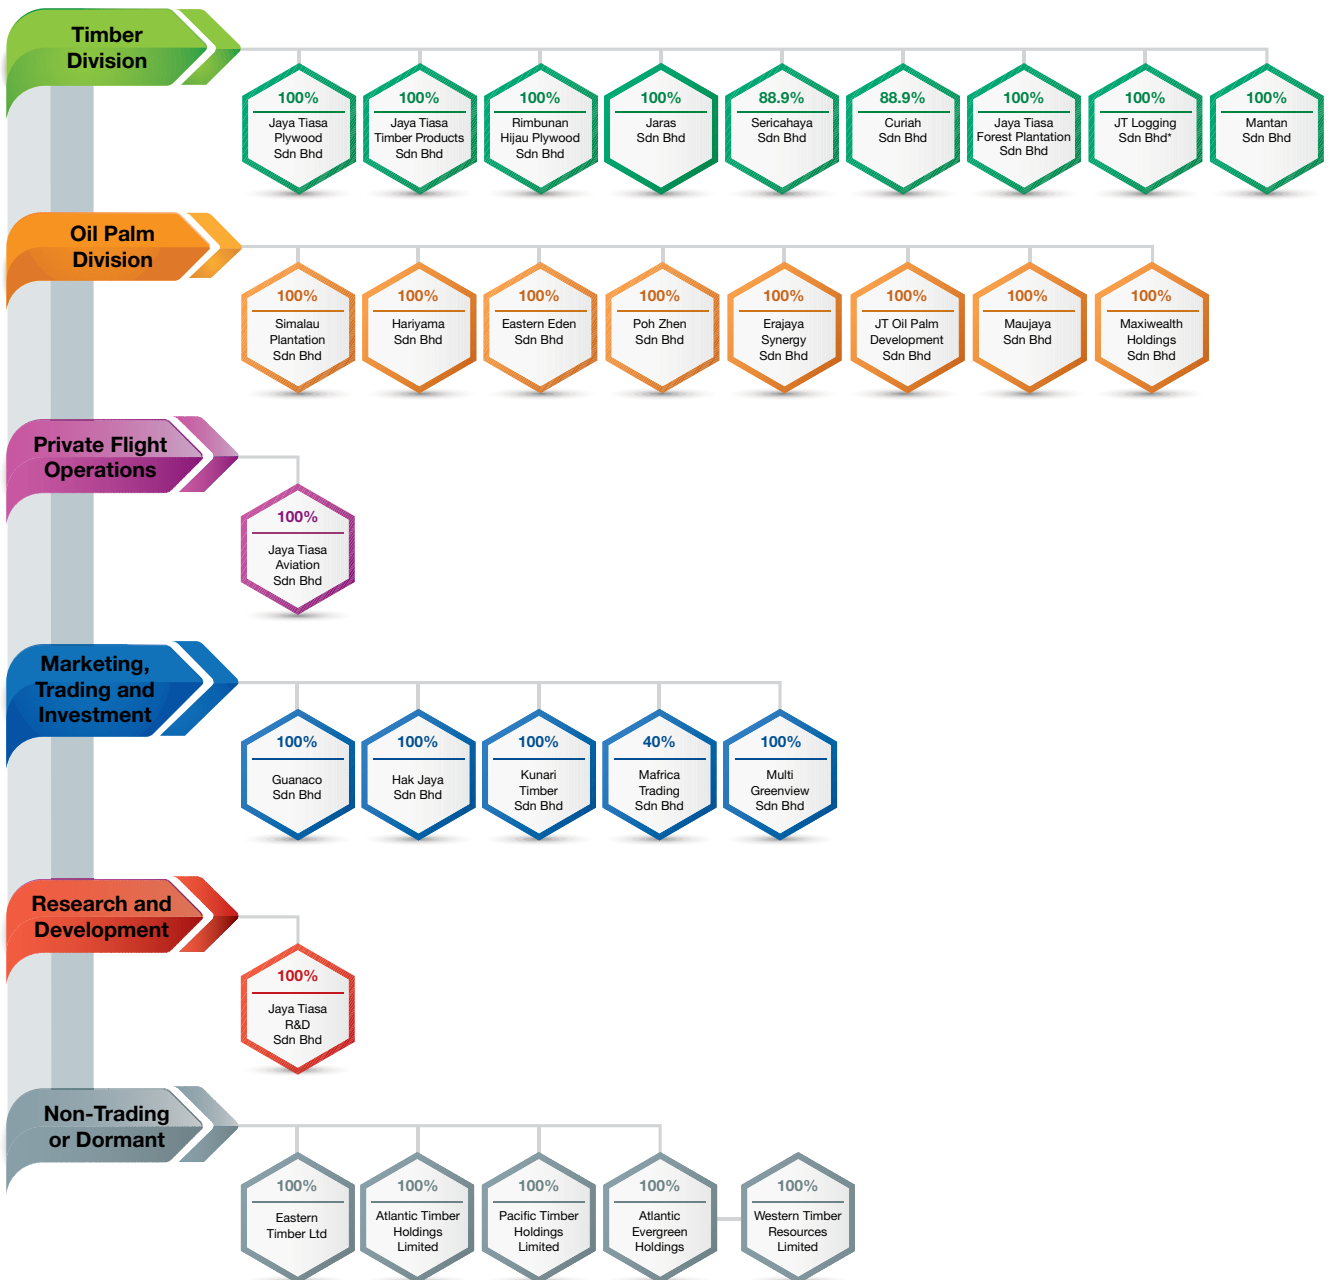 Timber
Division
100%
Jaya Tiasa
Plywood
Sdn Bhd
100%
Jaya Tiasa
Timber Products
Sdn Bhd
100%
Rimbunan
Hijau Plywood
Sdn Bhd
100%
Jaras
Sdn Bhd
88.9%
Sericahaya
Sdn Bhd
88.9%
Curiah
Sdn Bhd
100%
Jaya Tiasa
Forest Plantation
Sdn Bhd
100%
JT Logging
Sdn Bhd*
100%
Mantan
Sdn Bhd
Oil Palm
Division
100%
Simalau
Plantation
Sdn Bhd
100%
Hariyama
Sdn Bhd
100%
Eastern Eden
Sdn Bhd
100%
Poh Zhen
Sdn Bhd
100%
Erajaya
Synergy
Sdn Bhd
100%
JT Oil Palm
Development
Sdn Bhd
100%
Maujaya
Sdn Bhd
100%
Maxiwealth
Holdings
Sdn Bhd
Private Flight
Operations
100%
Jaya Tiasa
Aviation
Sdn Bhd
Marketing,
Trading and
Investment
100%
Guanaco
Sdn Bhd
100%
Hak Jaya
Sdn Bhd
100%
Kunari
Timber
Sdn Bhd
40%
Mafrica
Trading
Sdn Bhd
100%
Multi
Greenview
Sdn Bhd
Research and
Development
100%
Jaya Tiasa
R&D
Sdn Bhd
Non-Trading
or Dormant
100%
Eastern
Timber Ltd
100%
Atlantic Timber
Holdings
Limited
100%
Pacific Timber
Holdings
Limited
100%
Atlantic
Evergreen
Holdings
100%
Western Timber
Resources
Limited